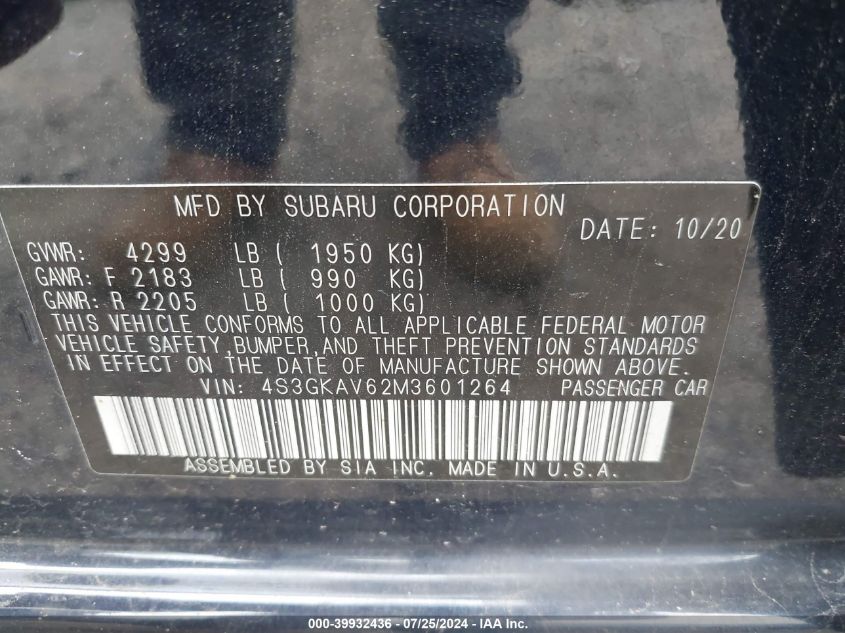 MFD BY SUBARU CORPORATION
DATE: 10/20
GVWR: 4299 LB ( 1950 KG)
GAWR: F 2183 LB ( 990 KG)
GAWR: R 2205 LB ( 1000 KG)
THIS VEHICLE CONFORMS TO ALL APPLICABLE FEDERAL MOTOR
VEHICLE SAFETY,BUMPER,AND THEFT PREVENTION STANDARDS
IN EFFECT ON THE DATE OF MANUFACTURE SHOWN ABOVE.
VIN: 4S3GKAV62M3601264 PASSENGER CAR
ASSEMBLED BY SIA INC. MADE IN U.S.A.
000-39932436 - 07/25/2024 - © IAA Inc.